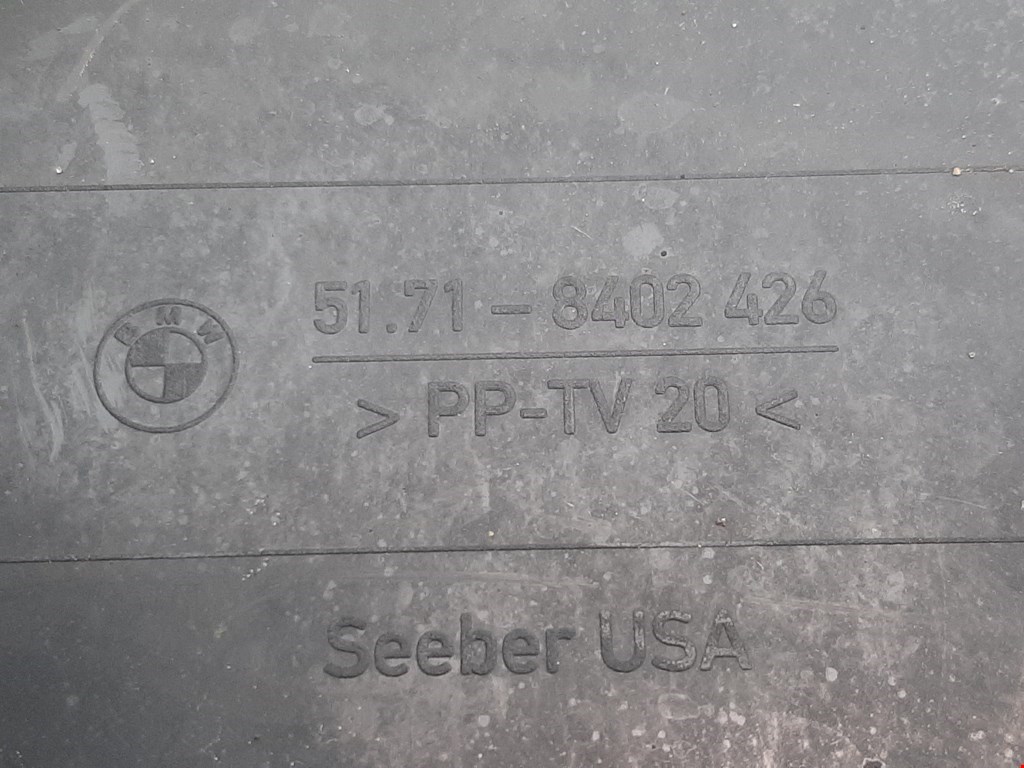 BMW
51.71 – 8402 426
> PP-TV 20 <
Seeber USA